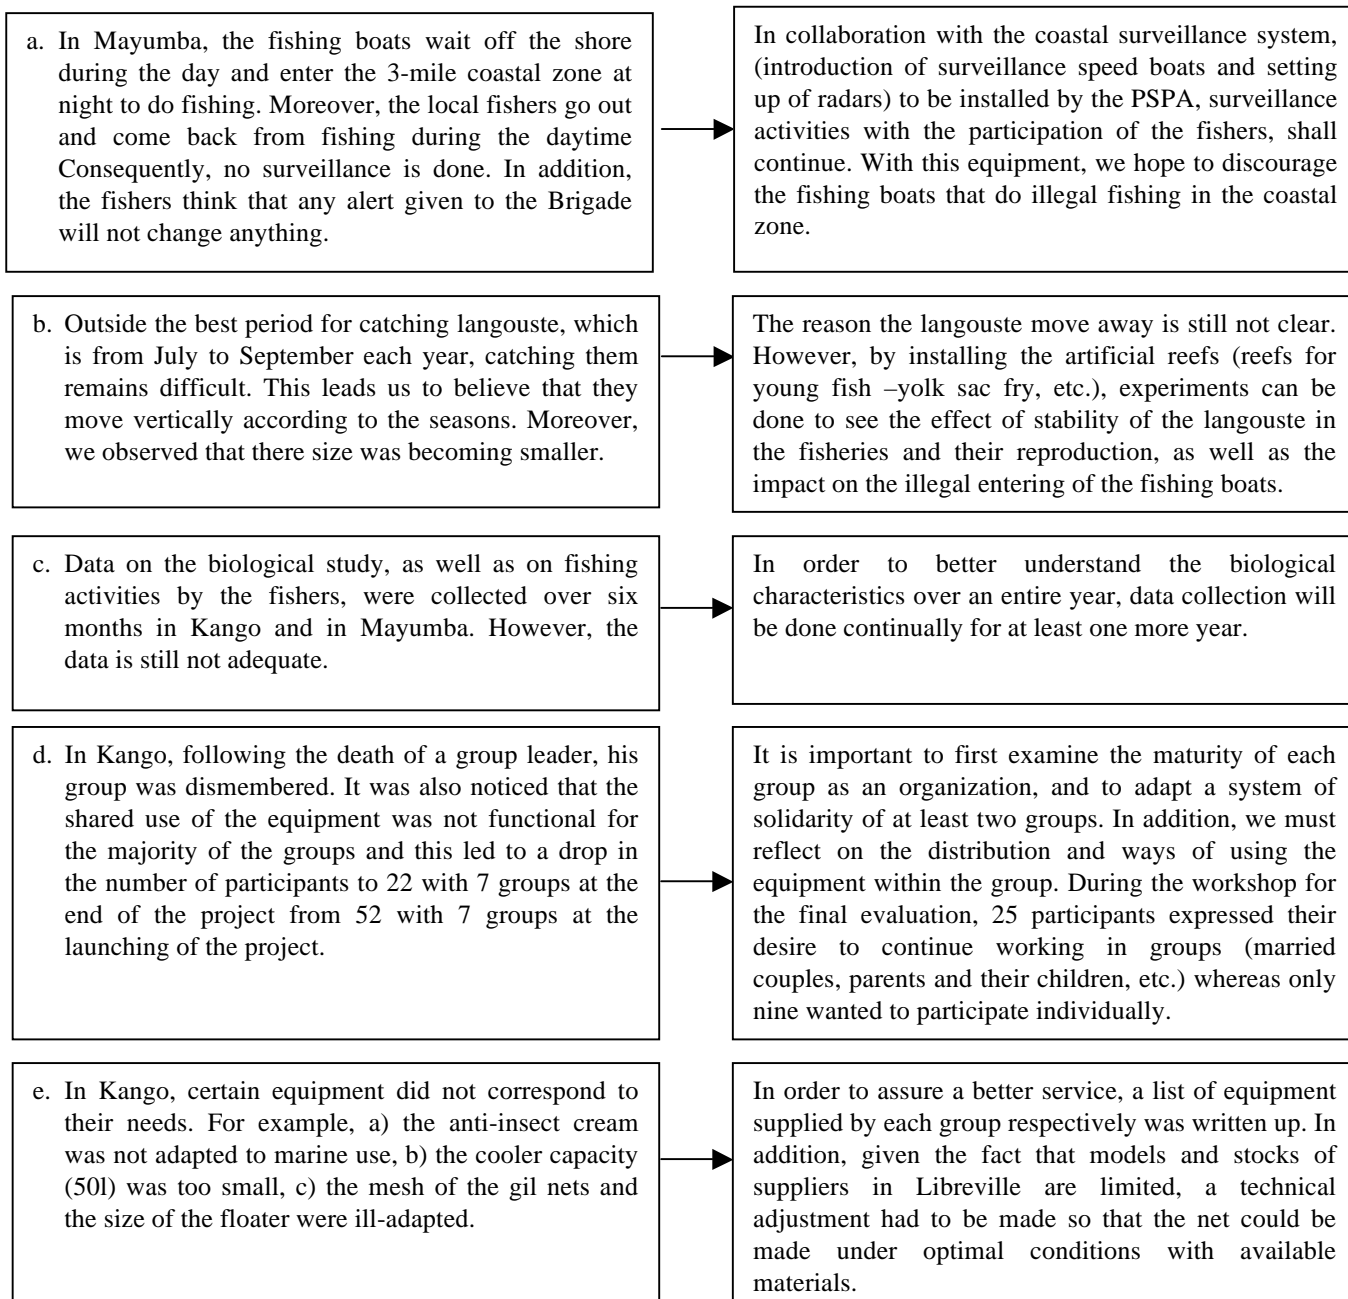 a. In Mayumba, the fishing boats wait off the shore
during the day and enter the 3-mile coastal zone at
night to do fishing. Moreover, the local fishers go out
and come back from fishing during the daytime
Consequently, no surveillance is done. In addition,
the fishers think that any alert given to the Brigade
will not change anything.
In collaboration with the coastal surveillance system,
(introduction of surveillance speed boats and setting
up of radars) to be installed by the PSPA, surveillance
activities with the participation of the fishers, shall
continue. With this equipment, we hope to discourage
the fishing boats that do illegal fishing in the coastal
zone.
b. Outside the best period for catching langouste, which
is from July to September each year, catching them
remains difficult. This leads us to believe that they
move vertically according to the seasons. Moreover,
we observed that there size was becoming smaller.
The reason the langouste move away is still not clear.
However, by installing the artificial reefs (reefs for
young fish –yolk sac fry, etc.), experiments can be
done to see the effect of stability of the langouste in
the fisheries and their reproduction, as well as the
impact on the illegal entering of the fishing boats.
c. Data on the biological study, as well as on fishing
activities by the fishers, were collected over six
months in Kango and in Mayumba. However, the
data is still not adequate.
In order to better understand the biological
characteristics over an entire year, data collection will
be done continually for at least one more year.
d. In Kango, following the death of a group leader, his
group was dismembered. It was also noticed that the
shared use of the equipment was not functional for
the majority of the groups and this led to a drop in
the number of participants to 22 with 7 groups at the
end of the project from 52 with 7 groups at the
launching of the project.
It is important to first examine the maturity of each
group as an organization, and to adapt a system of
solidarity of at least two groups. In addition, we must
reflect on the distribution and ways of using the
equipment within the group. During the workshop for
the final evaluation, 25 participants expressed their
desire to continue working in groups (married
couples, parents and their children, etc.) whereas only
nine wanted to participate individually.
e. In Kango, certain equipment did not correspond to
their needs. For example, a) the anti-insect cream
was not adapted to marine use, b) the cooler capacity
(50l) was too small, c) the mesh of the gil nets and
the size of the floater were ill-adapted.
In order to assure a better service, a list of equipment
supplied by each group respectively was written up. In
addition, given the fact that models and stocks of
suppliers in Libreville are limited, a technical
adjustment had to be made so that the net could be
made under optimal conditions with available
materials.